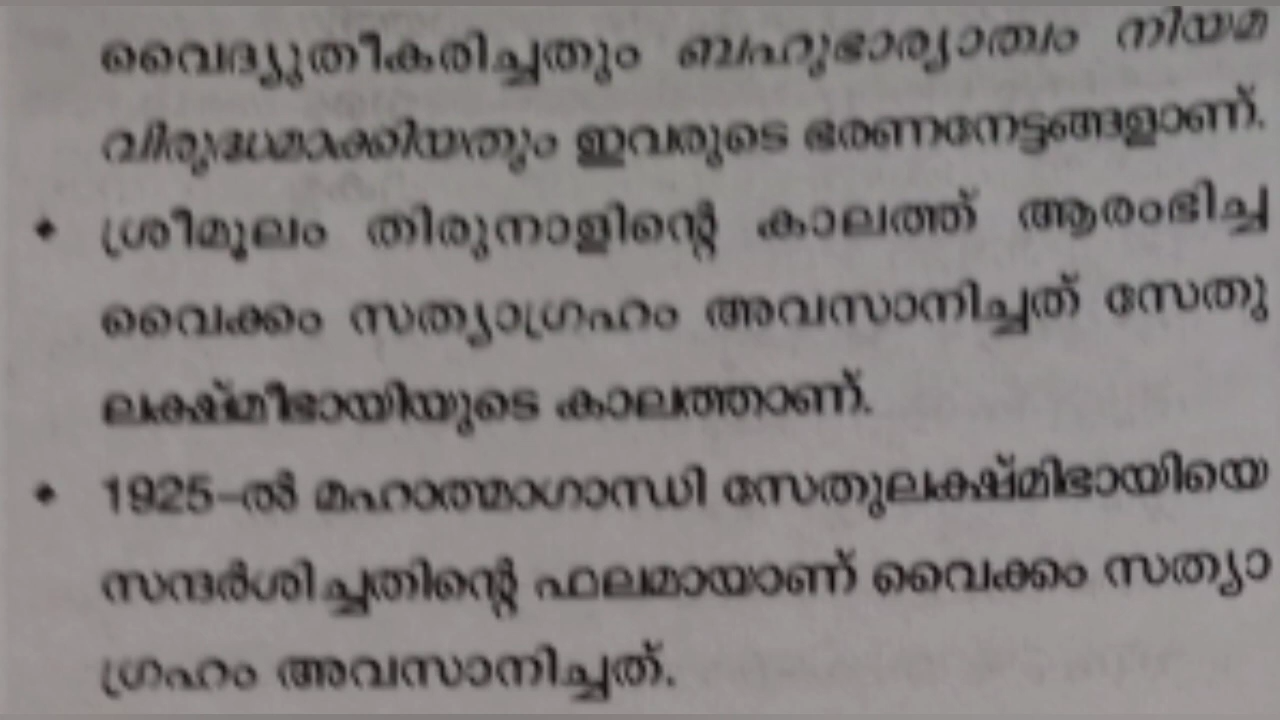 വൈദ്യുതീകരിച്ചതും ബഹുഭാര്യാത്വം നിയമ
വിരുദ്ധമാക്കിയതും ഇവരുടെ ഭരണനേട്ടങ്ങളാണ്.
• ശ്രീമൂലം തിരുനാളിന്റെ കാലത്ത് ആരംഭിച്ച
വൈക്കം സത്യാഗ്രഹം അവസാനിച്ചത് സേതു
ലക്ഷ്മീഭായിയുടെ കാലത്താണ്.
• 1925-ൽ മഹാത്മാഗാന്ധി സേതുലക്ഷ്മിഭായിയെ
സന്ദർശിച്ചതിന്റെ ഫലമായാണ് വൈക്കം സത്യാ
ഗ്രഹം അവസാനിച്ചത്.